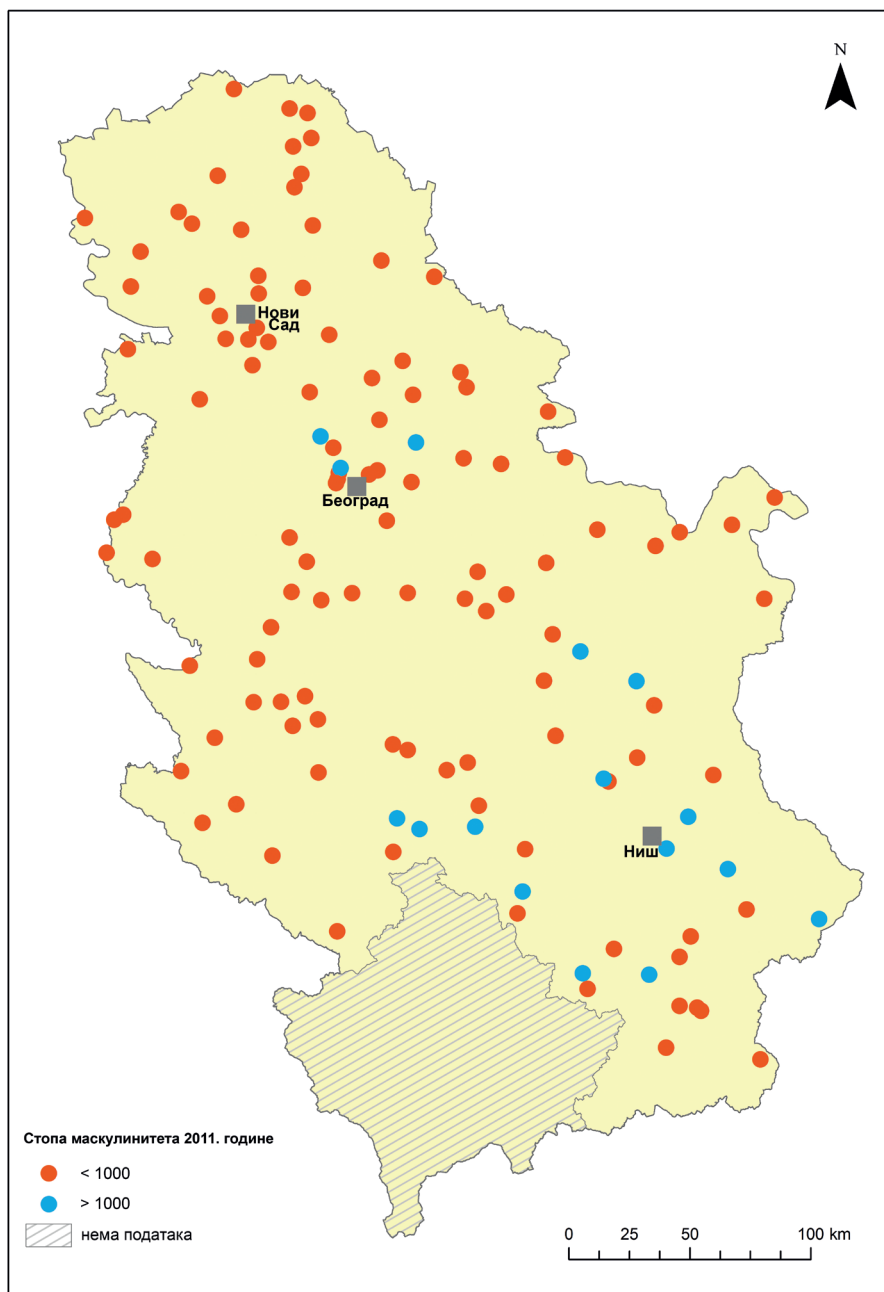 N
Нови
Сад
Београд
Ниш
Стопа маскулинитета 2011. године
< 1000
> 1000
нема података
0 25 50 100 km